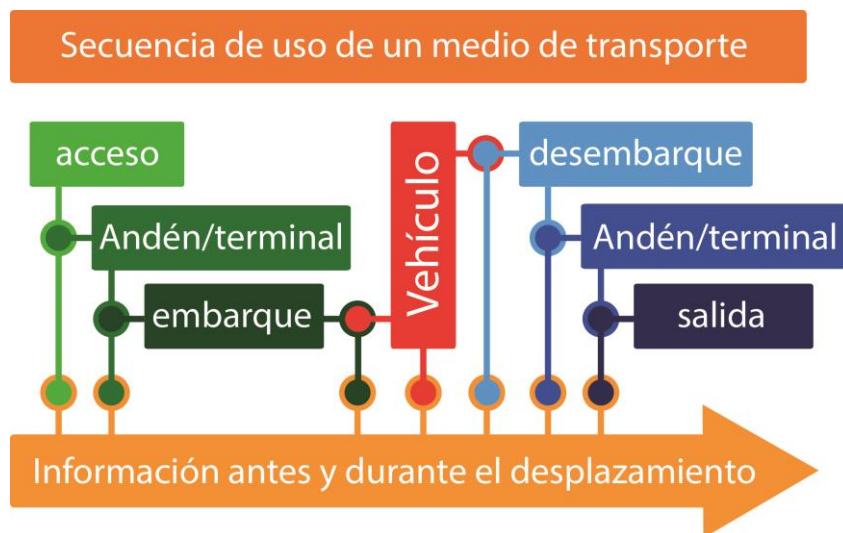 Secuencia de uso de un medio de transporte
acceso
Andén/terminal
embarque
Vehículo
desembarque
Andén/terminal
salida
Información antes y durante el desplazamiento